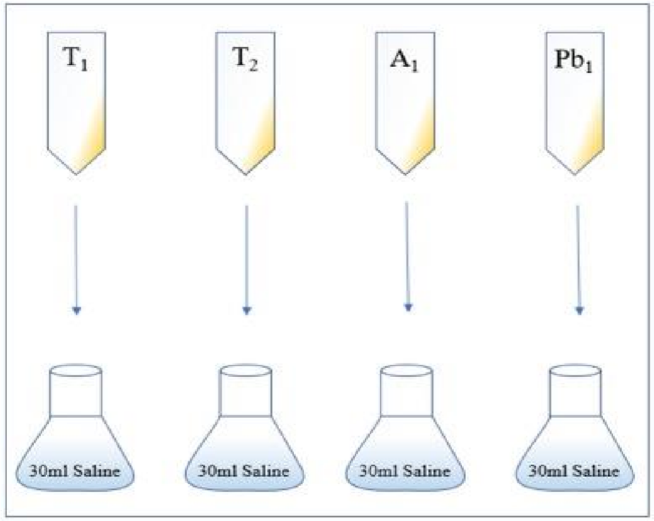 T₁
T₂
A₁
Pb₁
30ml Saline
30ml Saline
30ml Saline
30ml Saline